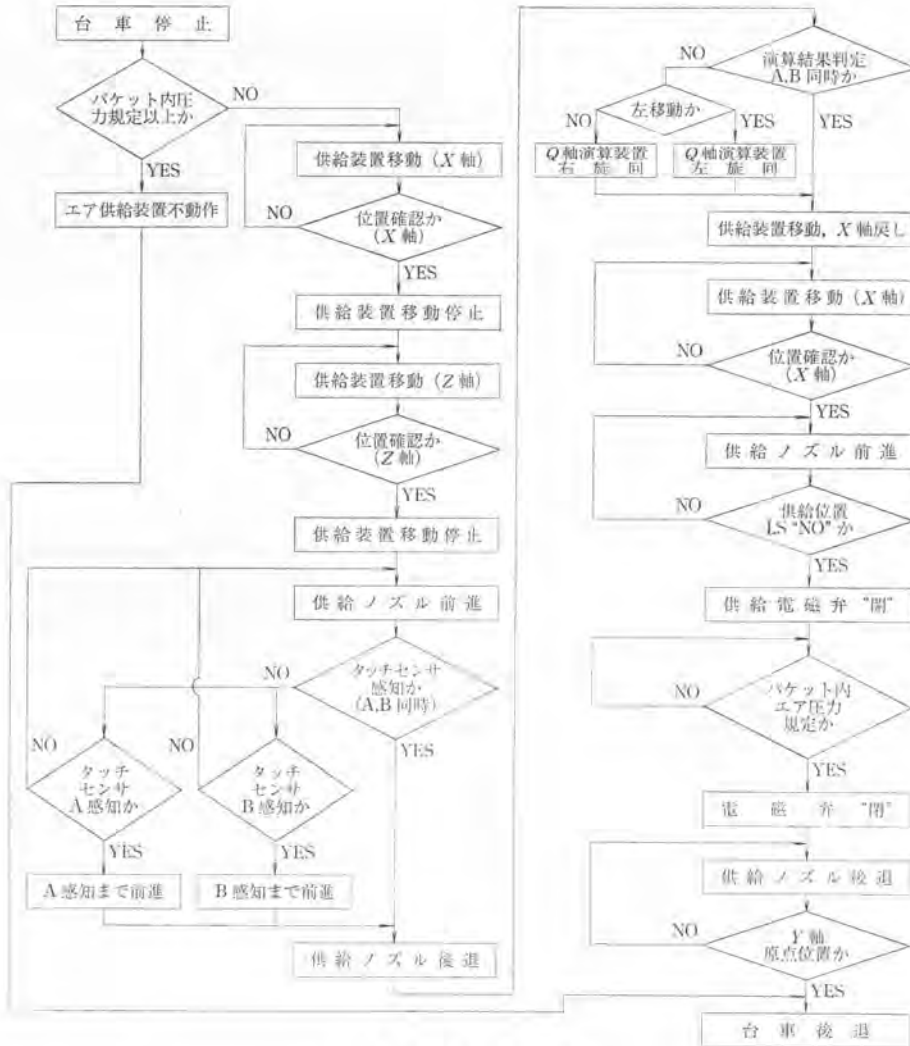 台車停止
バケット内圧
力規定以上か
NO
YES
エア供給装置不動作
供給装置移動(X軸)
NO
位置確認か
(X軸)
YES
供給装置移動停止
供給装置移動(Z軸)
NO
位置確認か
(Z軸)
YES
供給装置移動停止
供給ノズル前進
タッチセンサ
感知か
(A,B同時)
NO
YES
NO
タッチ
センサ
A感知か
YES
A感知まで前進
NO
タッチ
センサ
B感知か
YES
B感知まで前進
供給ノズル後退
演算結果判定
A,B同時か
NO
YES
左移動か
NO
YES
Q軸演算装置
右旋回
Q軸演算装置
左旋回
供給装置移動,X軸戻し
供給装置移動(X軸)
NO
位置確認か
(X軸)
YES
供給ノズル前進
NO
供給位置
LS“NO”か
YES
供給電磁弁“開”
NO
バケット内
エア圧力
規定か
YES
電磁弁“閉”
供給ノズル後退
NO
Y軸
原点位置か
YES
台車後退